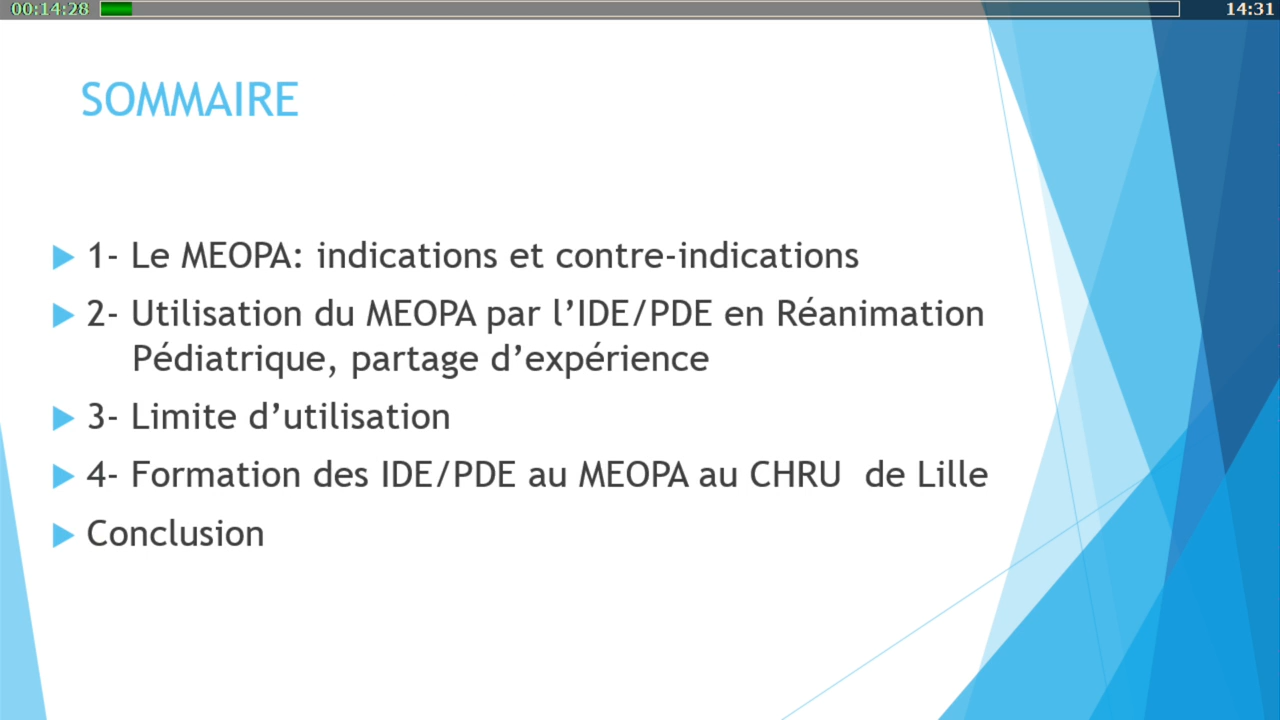 00:14:28
14:31
SOMMAIRE
1- Le MEOPA: indications et contre-indications
2- Utilisation du MEOPA par l’IDE/PDE en Réanimation
Pédiatrique, partage d’expérience
3- Limite d’utilisation
4- Formation des IDE/PDE au MEOPA au CHRU  de Lille
Conclusion